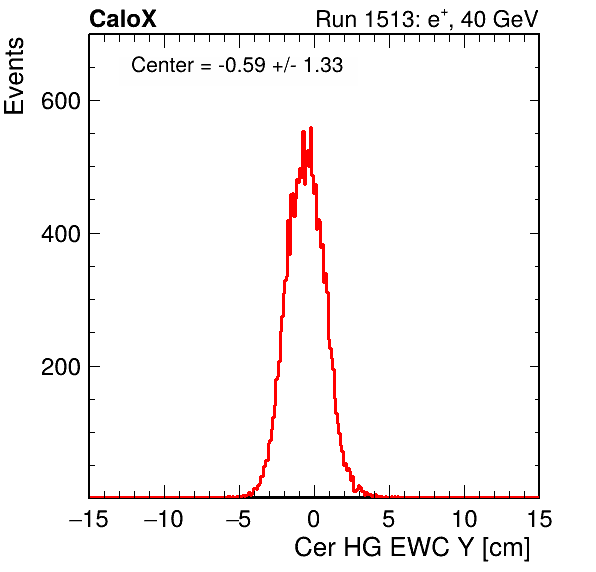 CaloX Run 1513: e⁺, 40 GeV
Center = -0.59 +/- 1.33
Events
600
400
200
−15 −10 −5 0 5 10 15
Cer HG EWC Y [cm]